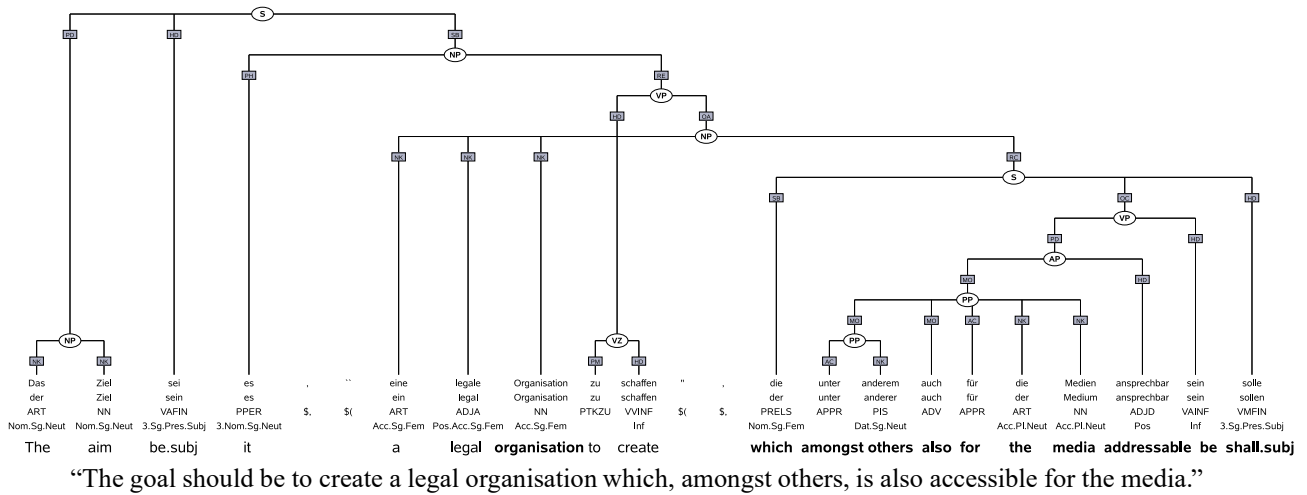 S
PD HD SB
NP
PH RE
VP
HD OA
NP
NK NK NK RC
S
SB OC HD
VP
PD HD
AP
MO HD
PP
MO MO AC NK NK
NP VZ PP
NK NK PM HD AC NK
Das Ziel sei es , `` eine legale Organisation zu schaffen " , die unter anderem auch für die Medien ansprechbar sein solle
der Ziel sein es ein legal Organisation zu schaffen der unter anderem auch für der Medium ansprechbar sein sollen
ART NN VAFIN PPER $, $( ART ADJA NN PTKZU VVINF $( $, PRELS APPR PIS ADV APPR ART NN ADJD VAINF VMFIN
Nom.Sg.Neut Nom.Sg.Neut 3.Sg.Pres.Subj 3.Nom.Sg.Neut Acc.Sg.Fem Pos.Acc.Sg.Fem Acc.Sg.Fem Inf Nom.Sg.Fem Dat.Sg.Neut Acc.Pl.Neut Acc.Pl.Neut Pos Inf 3.Sg.Pres.Subj
The aim be.subj it a legal organisation to create which amongst others also for the media addressable be shall.subj
“The goal should be to create a legal organisation which, amongst others, is also accessible for the media.”